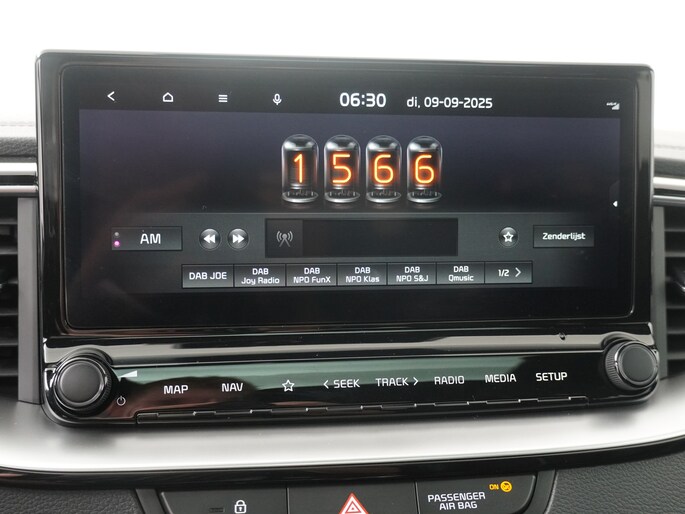 06:30 di, 09-09-2025
1566
AM
Zenderlijst
DAB JOE
DAB
Joy Radio
DAB
NPO FunX
DAB
NPO Klas
DAB
NPO S&J
DAB
Qmusic
1/2 >
MAP NAV < SEEK TRACK > RADIO MEDIA SETUP
PASSENGER
AIR BAG
ON